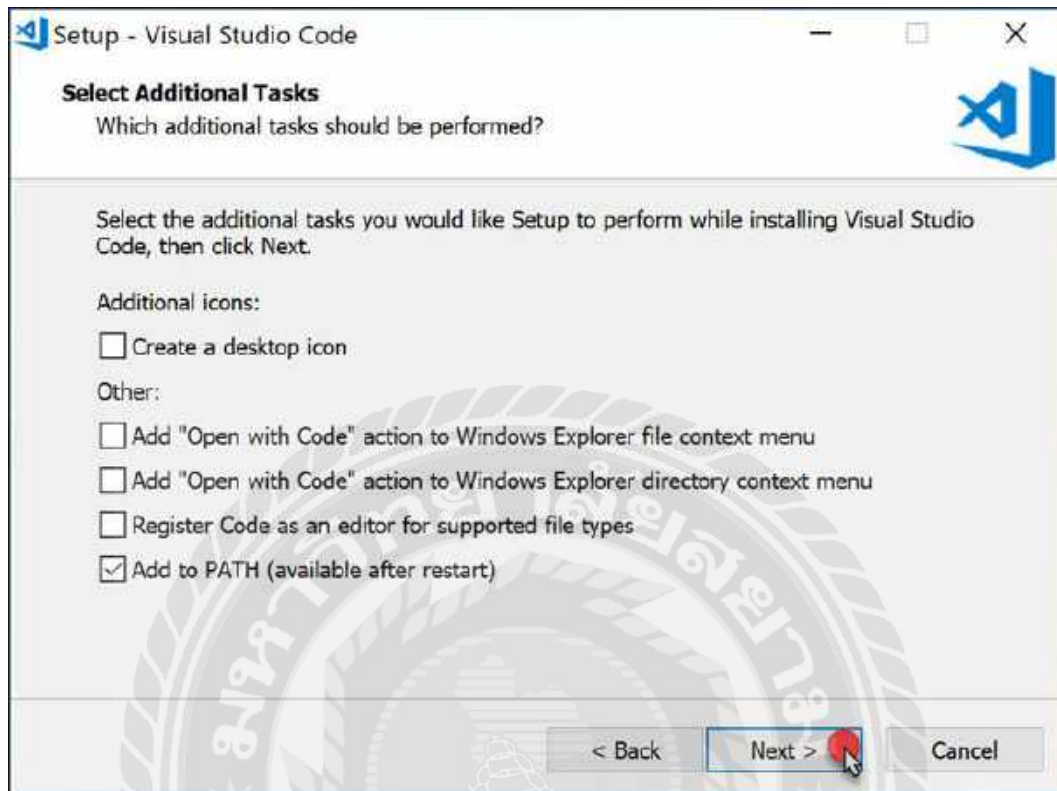 Setup - Visual Studio Code
Select Additional Tasks
Which additional tasks should be performed?
Select the additional tasks you would like Setup to perform while installing Visual Studio
Code, then click Next.
Additional icons:
Create a desktop icon
Other:
Add "Open with Code" action to Windows Explorer file context menu
Add "Open with Code" action to Windows Explorer directory context menu
Register Code as an editor for supported file types
Add to PATH (available after restart)
< Back
Next >
Cancel